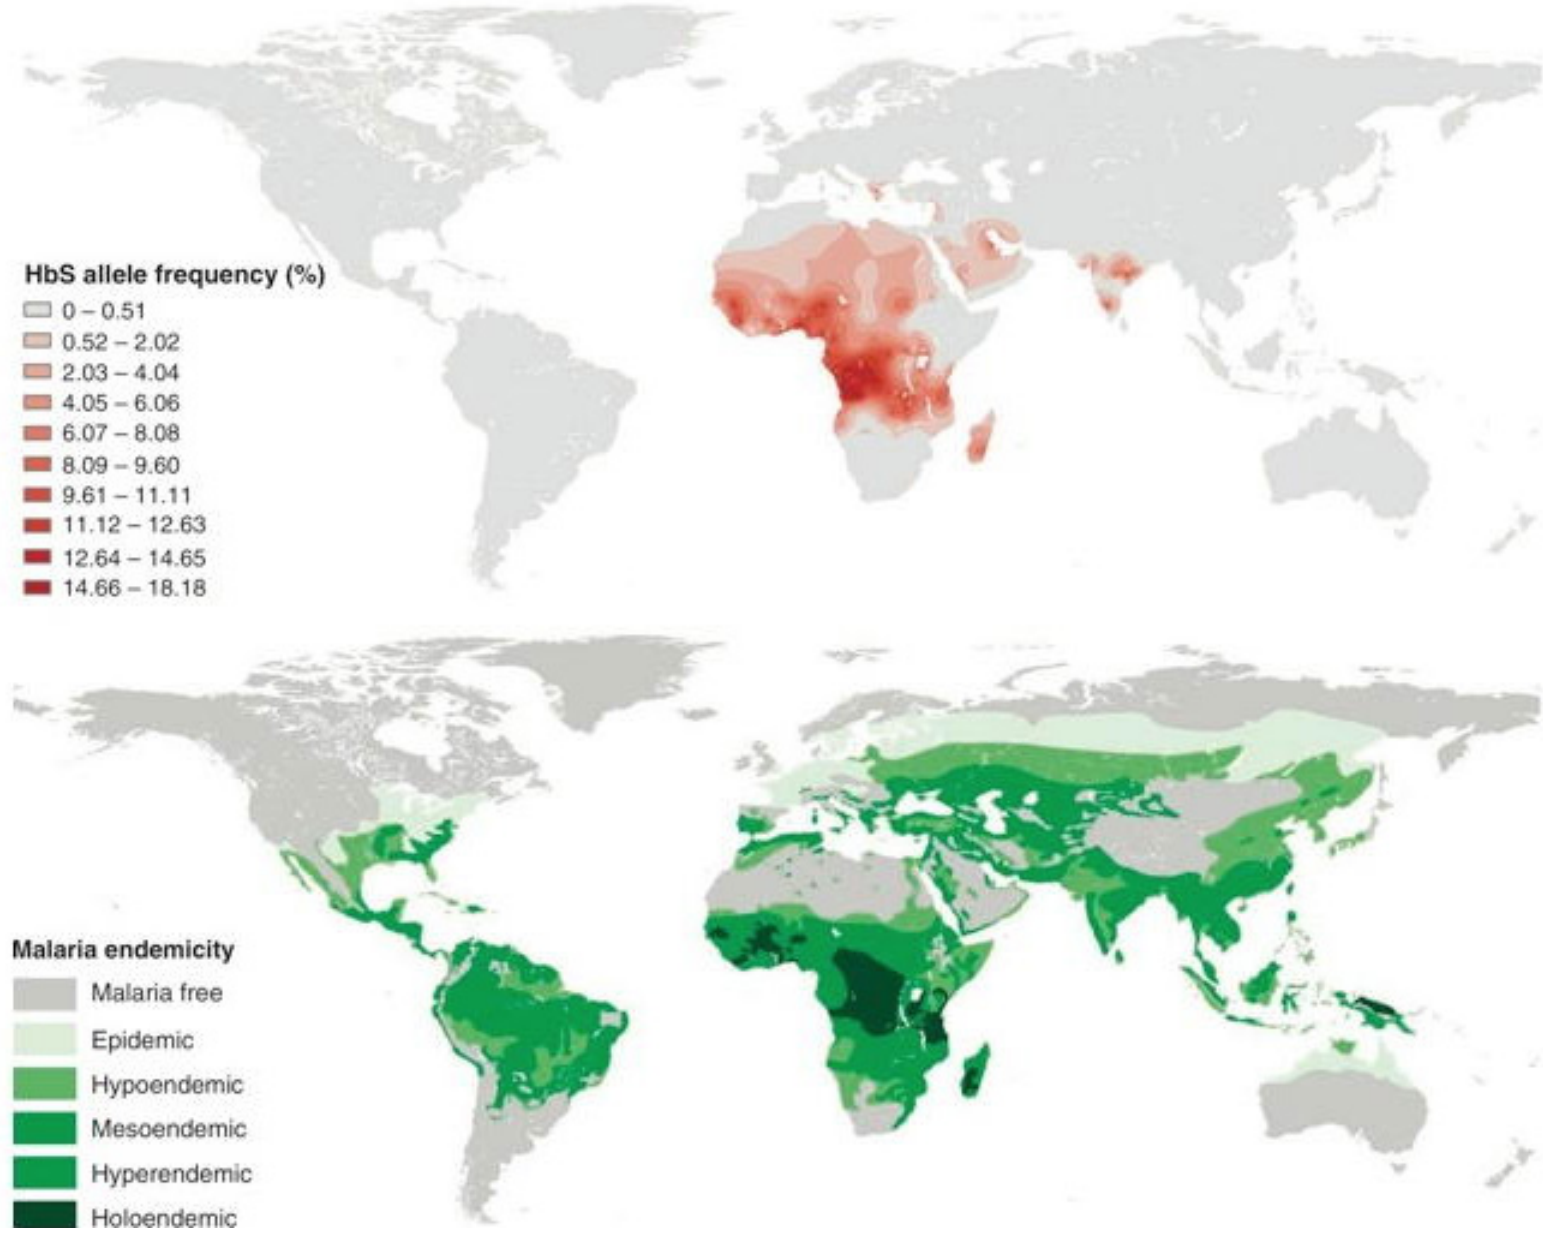 HbS allele frequency (%)
0 – 0.51
0.52 – 2.02
2.03 – 4.04
4.05 – 6.06
6.07 – 8.08
8.09 – 9.60
9.61 – 11.11
11.12 – 12.63
12.64 – 14.65
14.66 – 18.18
Malaria endemicity
Malaria free
Epidemic
Hypoendemic
Mesoendemic
Hyperendemic
Holoendemic